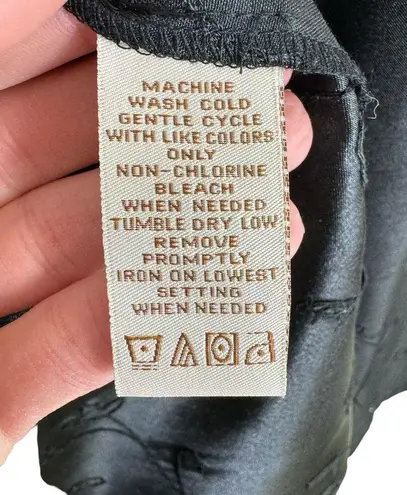 MACHINE
WASH COLD
GENTLE CYCLE
WITH LIKE COLORS
ONLY
NON-CHLORINE
BLEACH
WHEN NEEDED
TUMBLE DRY LOW
REMOVE
PROMPTLY
IRON ON LOWEST
SETTING
WHEN NEEDED